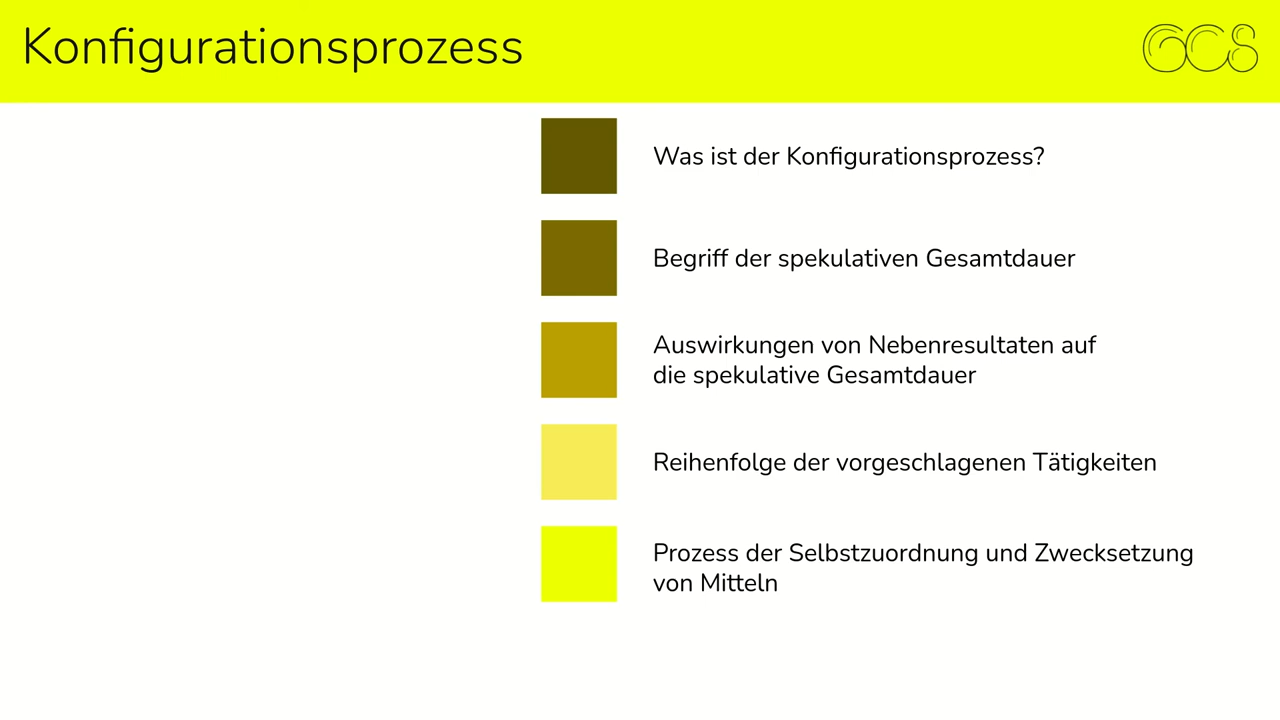 Konfigurationsprozess
GCS
Was ist der Konfigurationsprozess?
Begriff der spekulativen Gesamtdauer
Auswirkungen von Nebenresultaten auf
die spekulative Gesamtdauer
Reihenfolge der vorgeschlagenen Tätigkeiten
Prozess der Selbstzuordnung und Zwecksetzung
von Mitteln